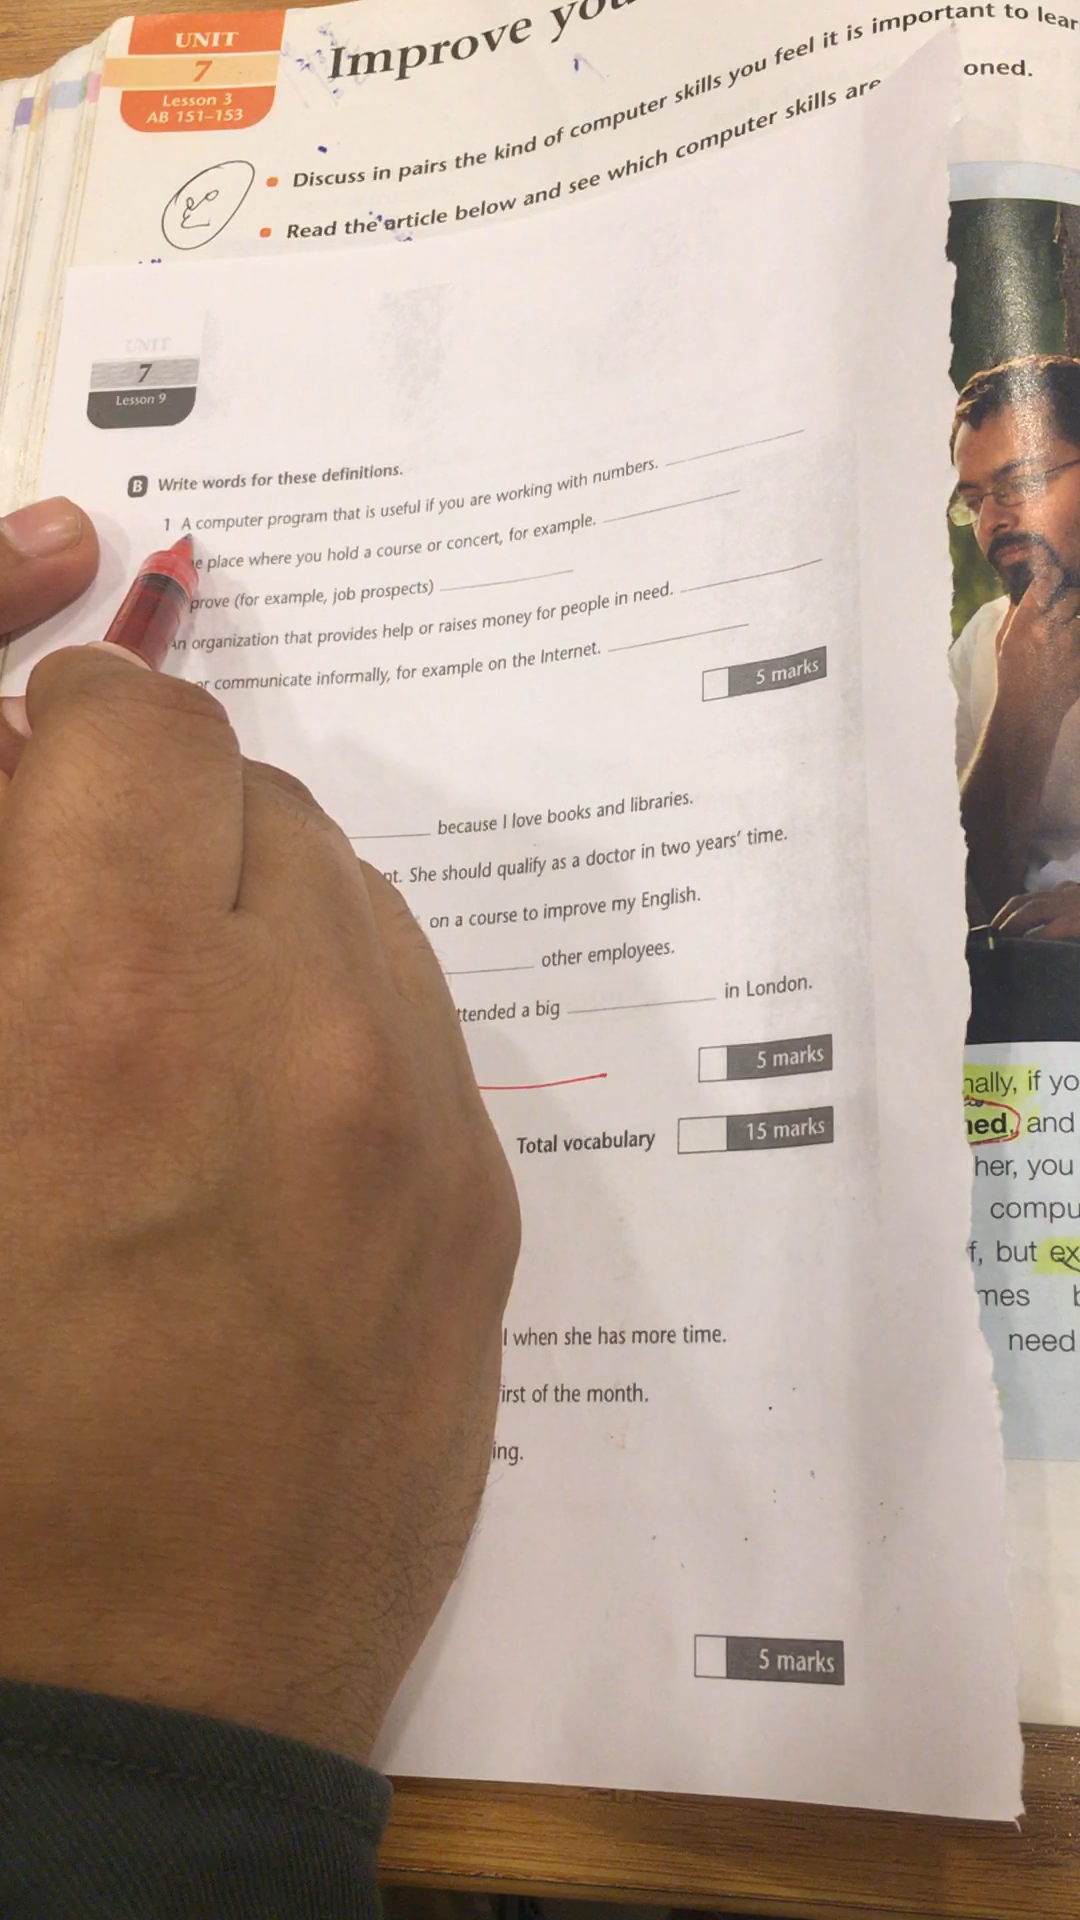 UNIT
7
Lesson 3
AB 151–153
Improve
Discuss in pairs the kind of computer skills you feel it is important to
Read the article below and see which computer skills are
oned.
UNIT
7
Lesson 9
B Write words for these definitions.
1 A computer program that is useful if you are working with numbers.
place where you hold a course or concert, for example.
prove (for example, job prospects)
organization that provides help or raises money for people in need.
or communicate informally, for example on the Internet.
5 marks
because I love books and libraries.
She should qualify as a doctor in two years' time.
on a course to improve my English.
other employees.
ttended a big in London.
5 marks
Total vocabulary 15 marks
when she has more time.
irst of the month.
ing.
5 marks
nally, if yo
ned, and
her, you
compu
f, but ex
mes
need